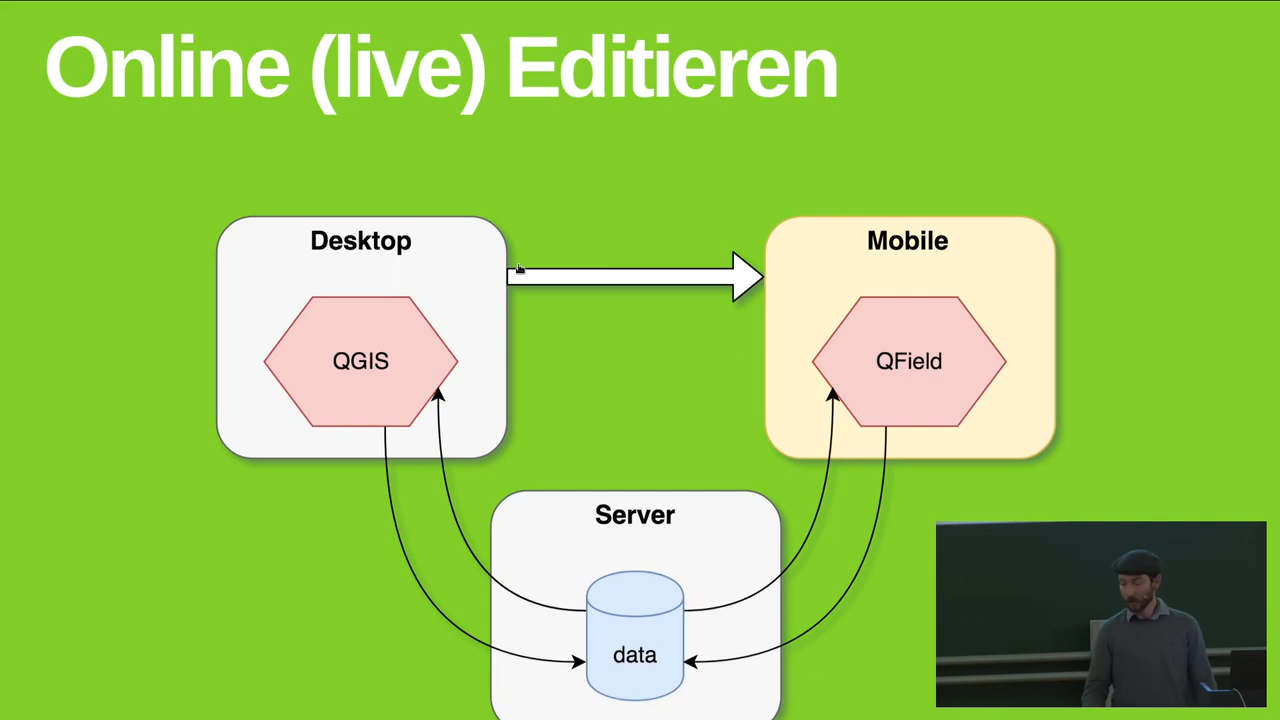 Online (live) Editieren
Desktop
Mobile
QGIS
QField
Server
data